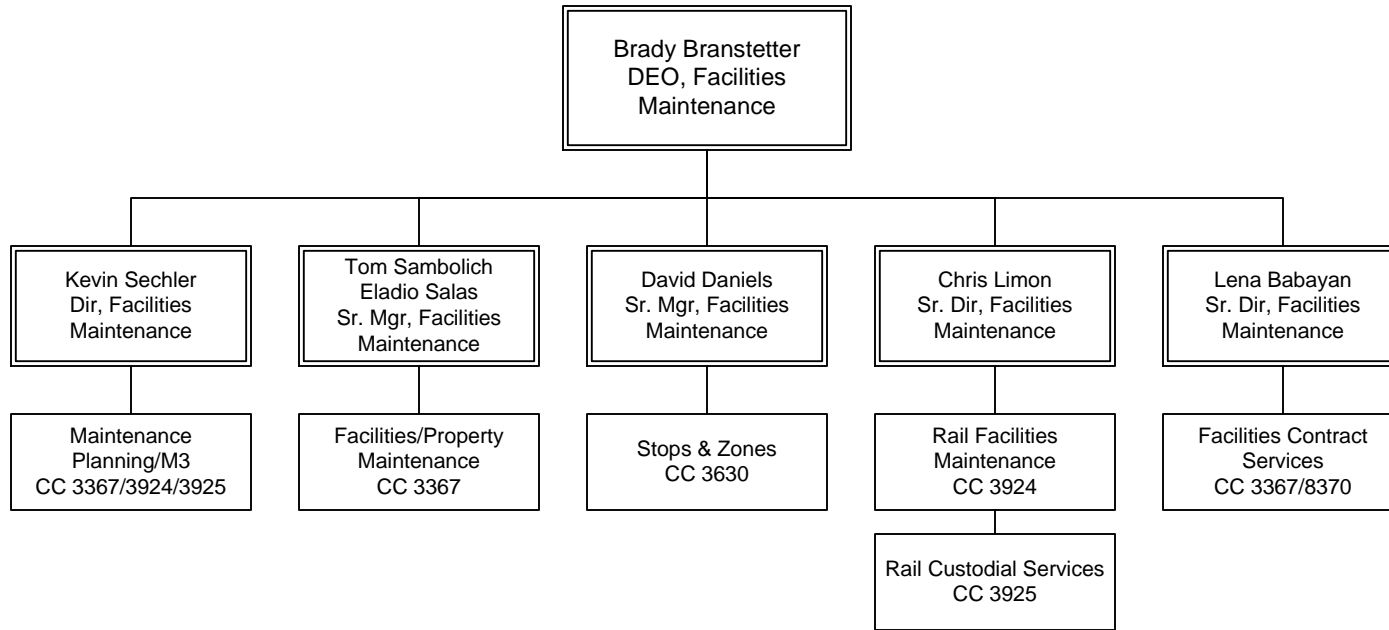 Brady Branstetter
DEO, Facilities
Maintenance
Kevin Sechler
Dir, Facilities
Maintenance
Tom Sambolich
Eladio Salas
Sr. Mgr, Facilities
Maintenance
David Daniels
Sr. Mgr, Facilities
Maintenance
Chris Limon
Sr. Dir, Facilities
Maintenance
Lena Babayan
Sr. Dir, Facilities
Maintenance
Maintenance
Planning/M3
CC 3367/3924/3925
Facilities/Property
Maintenance
CC 3367
Stops & Zones
CC 3630
Rail Facilities
Maintenance
CC 3924
Facilities Contract
Services
CC 3367/8370
Rail Custodial Services
CC 3925